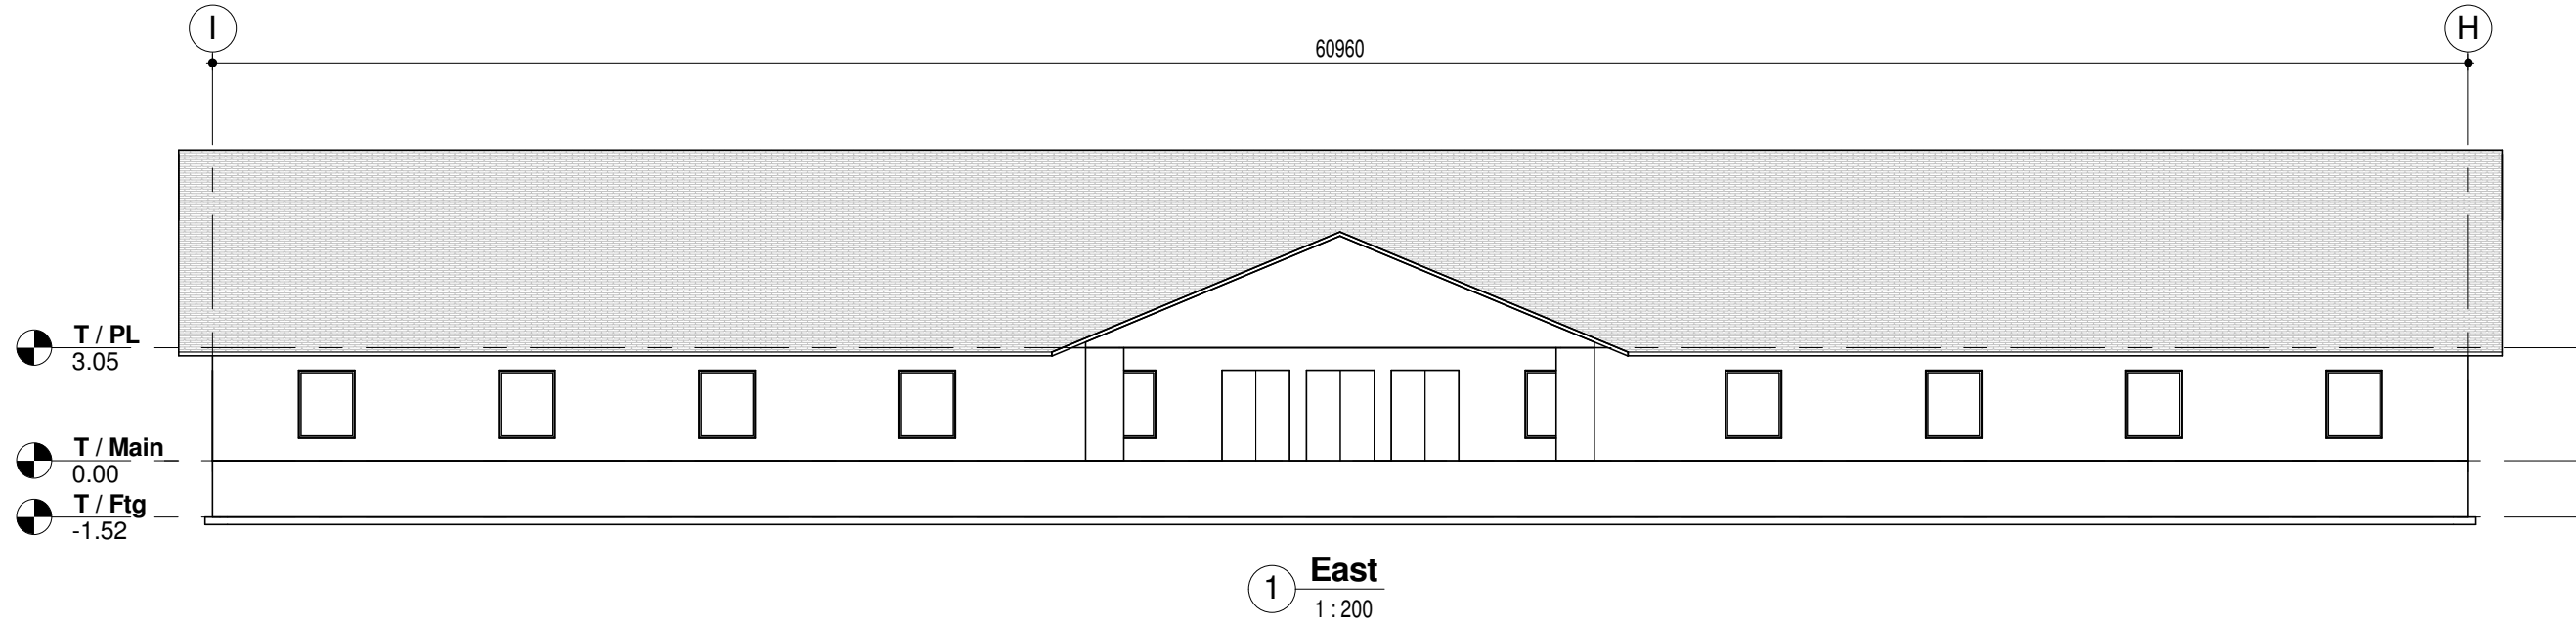 I
H
60960
T / PL
3.05
T / Main
0.00
T / Ftg
-1.52
1
East
1 : 200